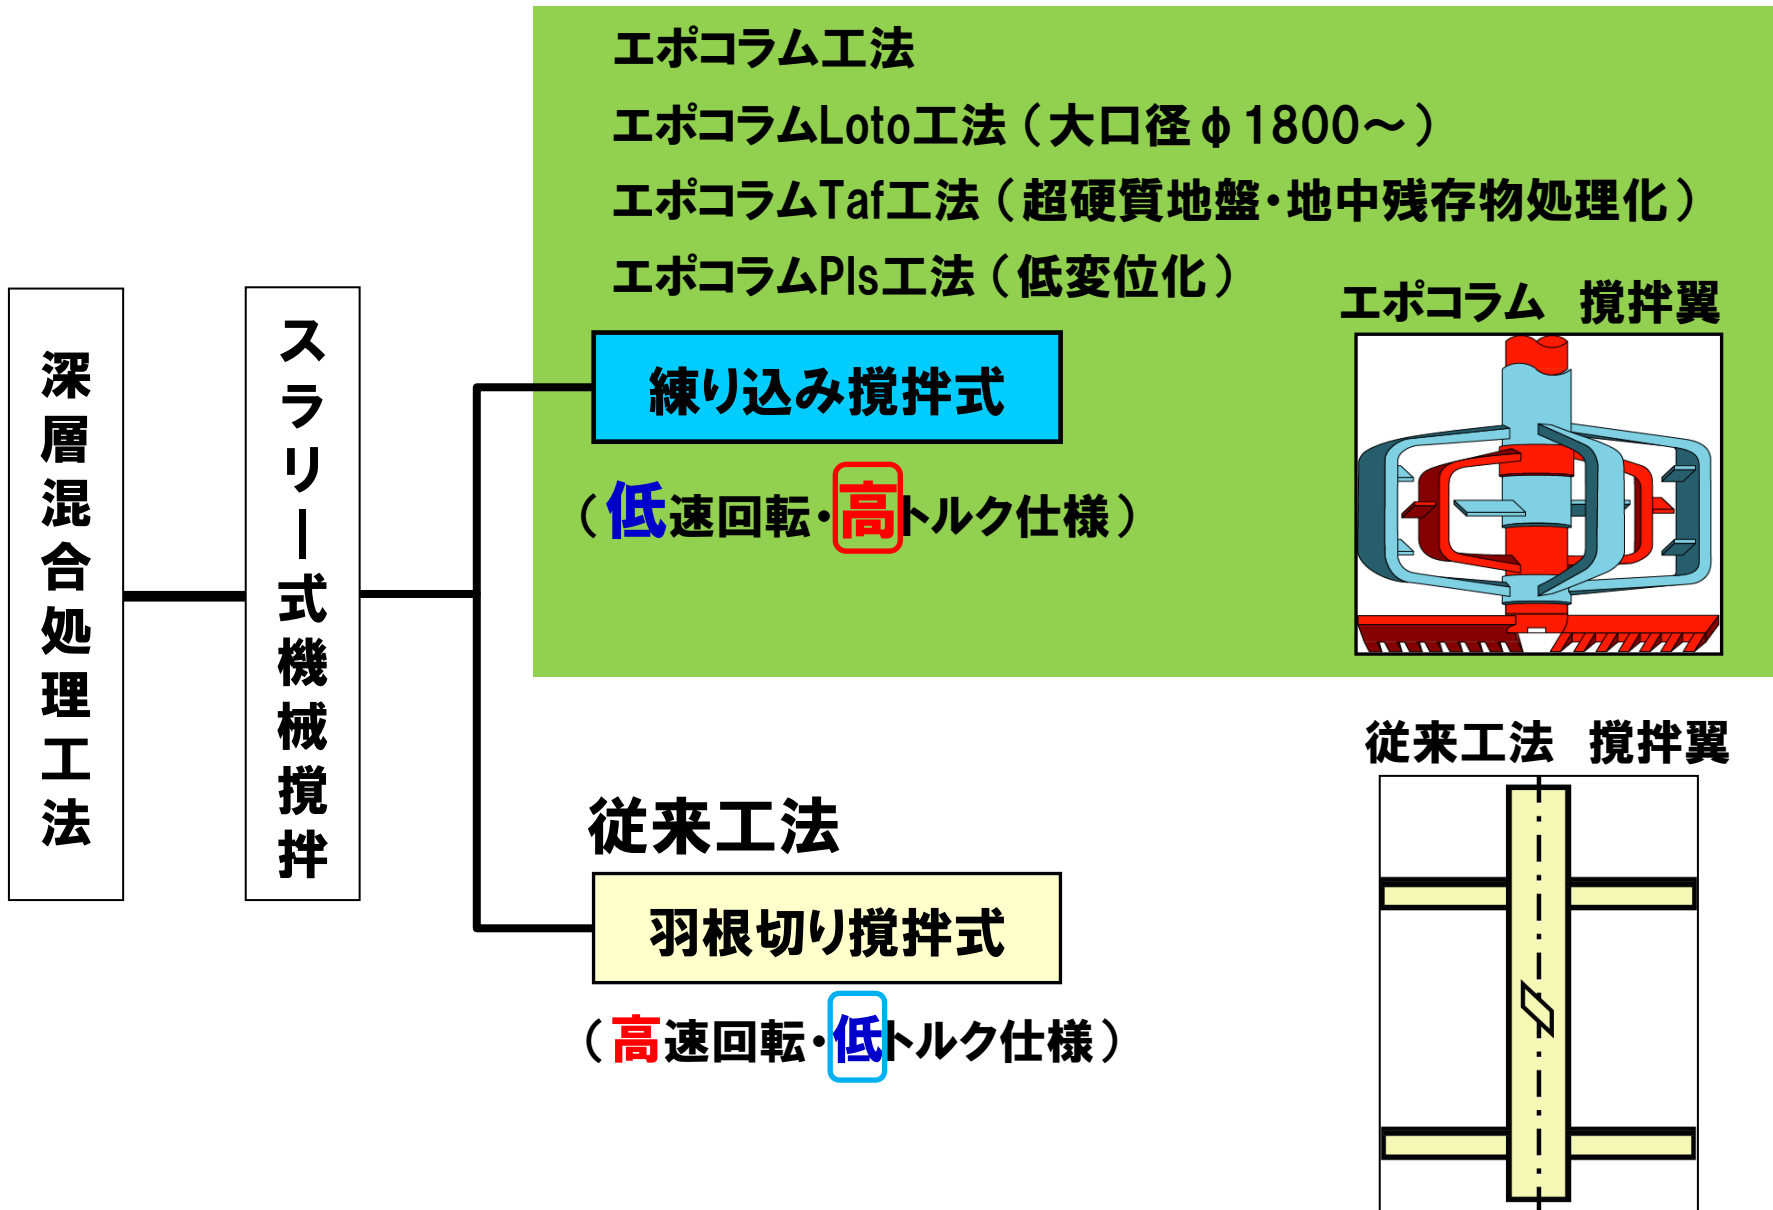 エポコラム工法
エポコラムLoto工法（大口径φ1800～）
エポコラムTaf工法（超硬質地盤・地中残存物処理化）
エポコラムPls工法（低変位化）
エポコラム　撹拌翼
深層混合処理工法
スラリー式機械撹拌
練り込み撹拌式
（低速回転・高トルク仕様）
従来工法　撹拌翼
従来工法
羽根切り撹拌式
（高速回転・低トルク仕様）